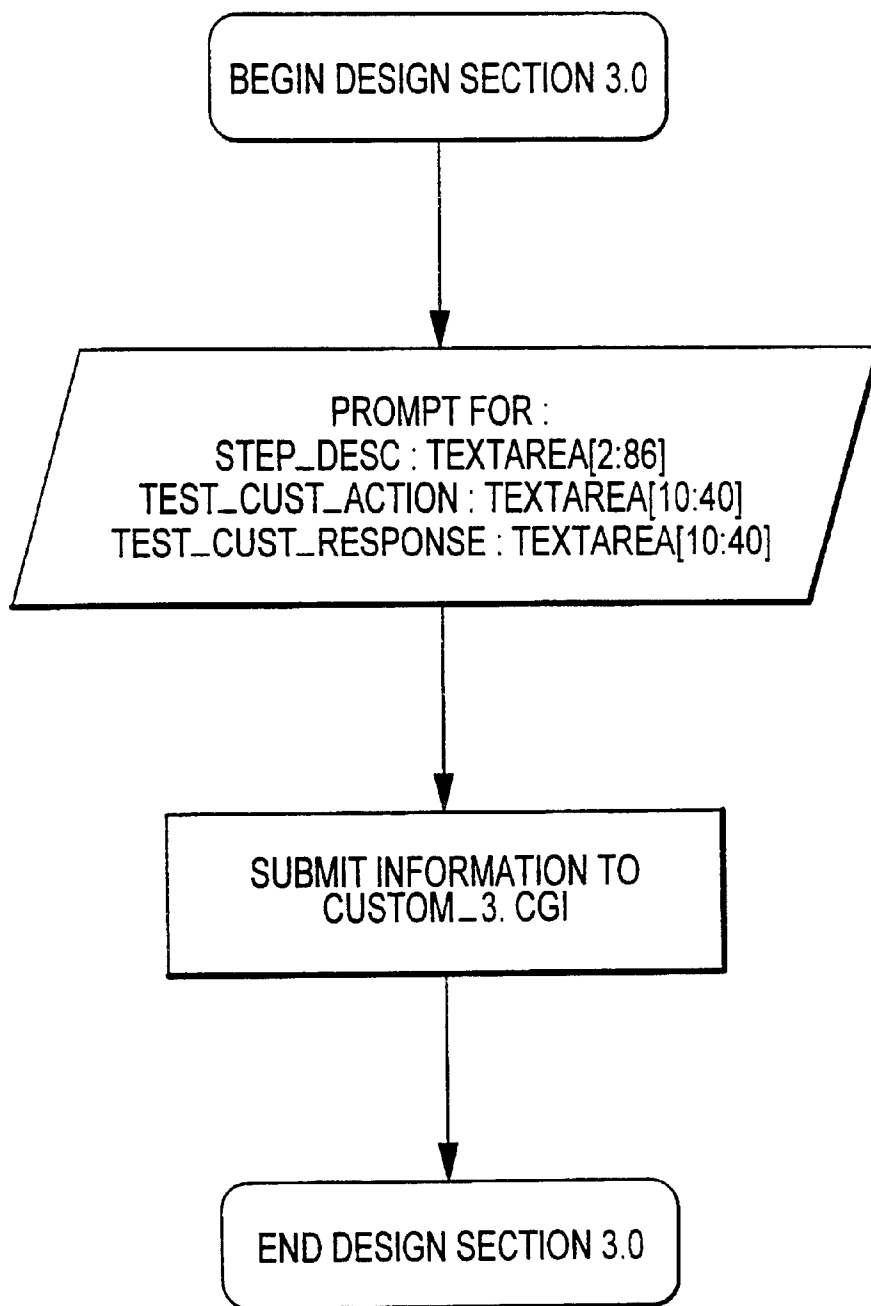 BEGIN DESIGN SECTION 3.0
PROMPT FOR :
STEP_DESC : TEXTAREA[2:86]
TEST_CUST_ACTION : TEXTAREA[10:40]
TEST_CUST_RESPONSE : TEXTAREA[10:40]
SUBMIT INFORMATION TO
CUSTOM_3. CGI
END DESIGN SECTION 3.0